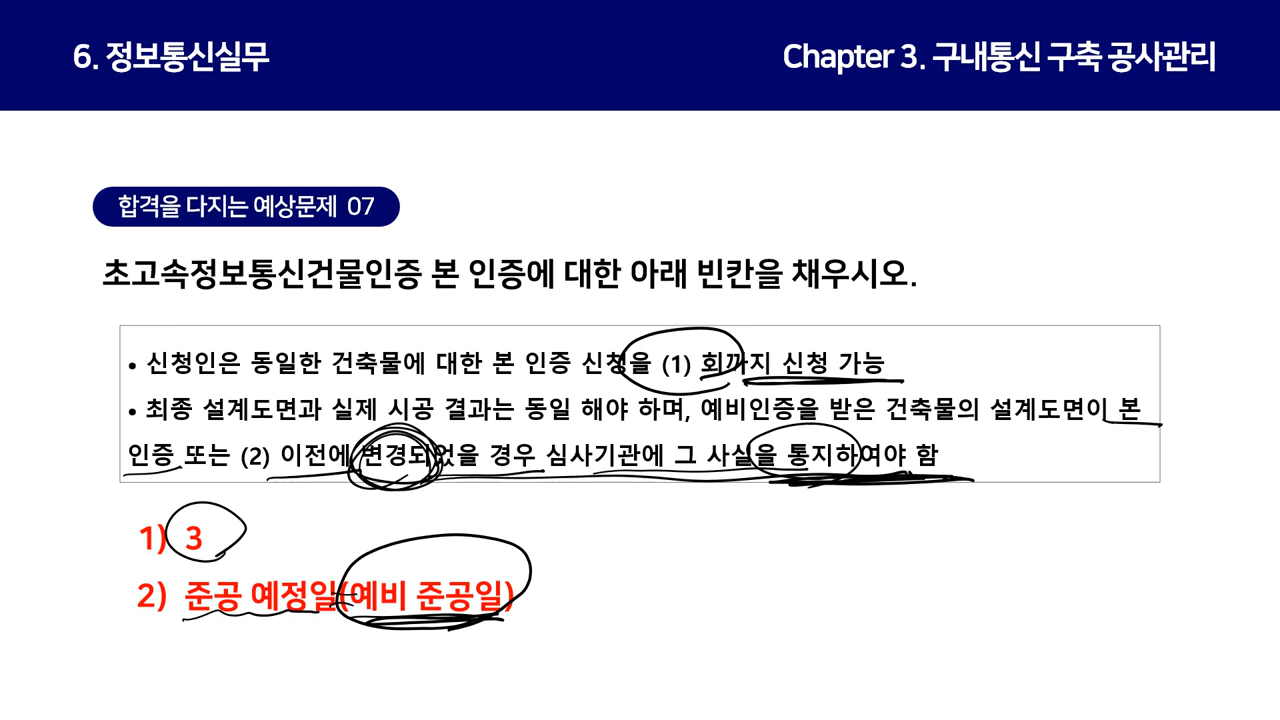 6. 정보통신실무
Chapter 3. 구내통신 구축 공사관리
합격을 다지는 예상문제 07
초고속정보통신건물인증 본 인증에 대한 아래 빈칸을 채우시오.
• 신청인은 동일한 건축물에 대한 본 인증 신청을 (1) 회까지 신청 가능
• 최종 설계도면과 실제 시공 결과는 동일 해야 하며, 예비인증을 받은 건축물의 설계도면이 본
인증 또는 (2) 이전에 변경되었을 경우 심사기관에 그 사실을 통지하여야 함
1) 3
2) 준공 예정일(예비 준공일)